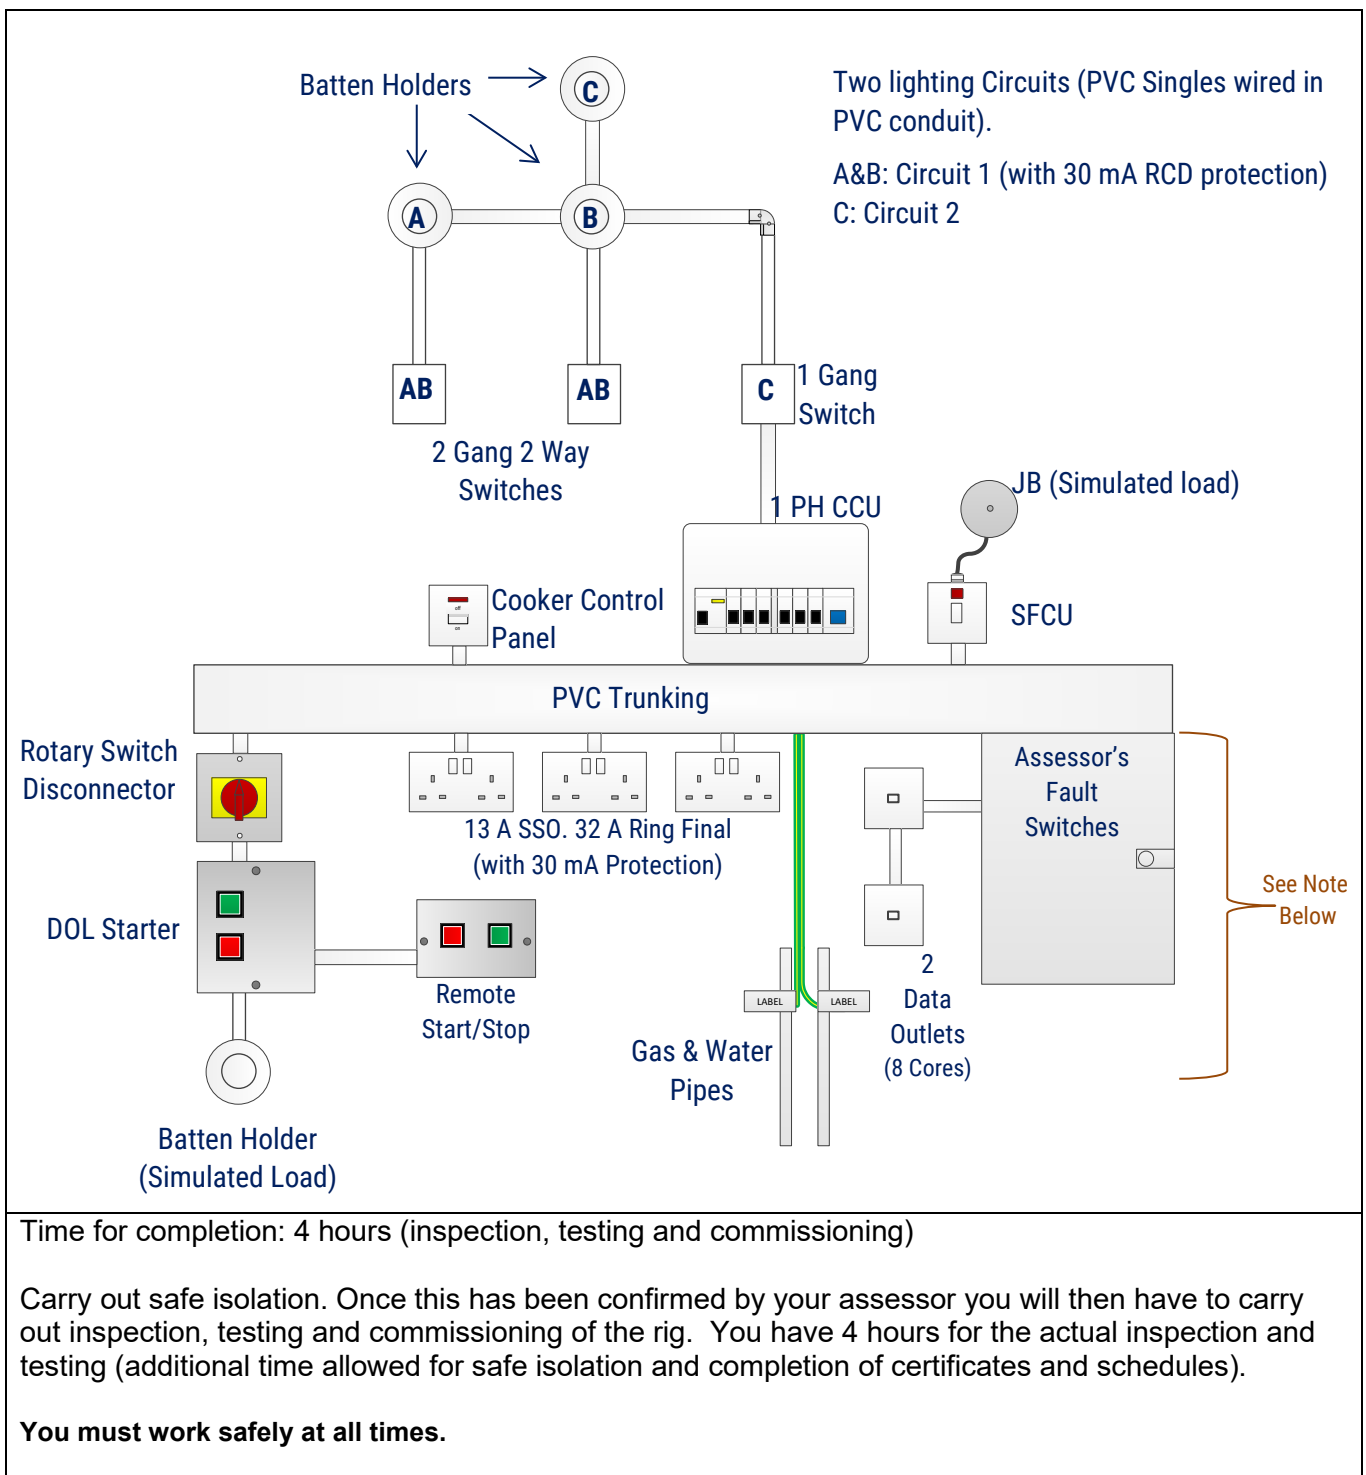 Batten Holders
C
Two lighting Circuits (PVC Singles wired in
PVC conduit).
A&B: Circuit 1 (with 30 mA RCD protection)
C: Circuit 2
A
B
AB
AB
C
1 Gang
Switch
2 Gang 2 Way
Switches
1 PH CCU
JB (Simulated load)
Cooker Control
Panel
off
on
SFCU
PVC Trunking
Rotary Switch
Disconnector
13 A SSO. 32 A Ring Final
(with 30 mA Protection)
Assessor's
Fault
Switches
See Note
Below
DOL Starter
Remote
Start/Stop
LABEL
LABEL
Gas & Water
Pipes
2
Data
Outlets
(8 Cores)
Batten Holder
(Simulated Load)
Time for completion: 4 hours (inspection, testing and commissioning)
Carry out safe isolation. Once this has been confirmed by your assessor you will then have to carry
out inspection, testing and commissioning of the rig.  You have 4 hours for the actual inspection and
testing (additional time allowed for safe isolation and completion of certificates and schedules).
You must work safely at all times.